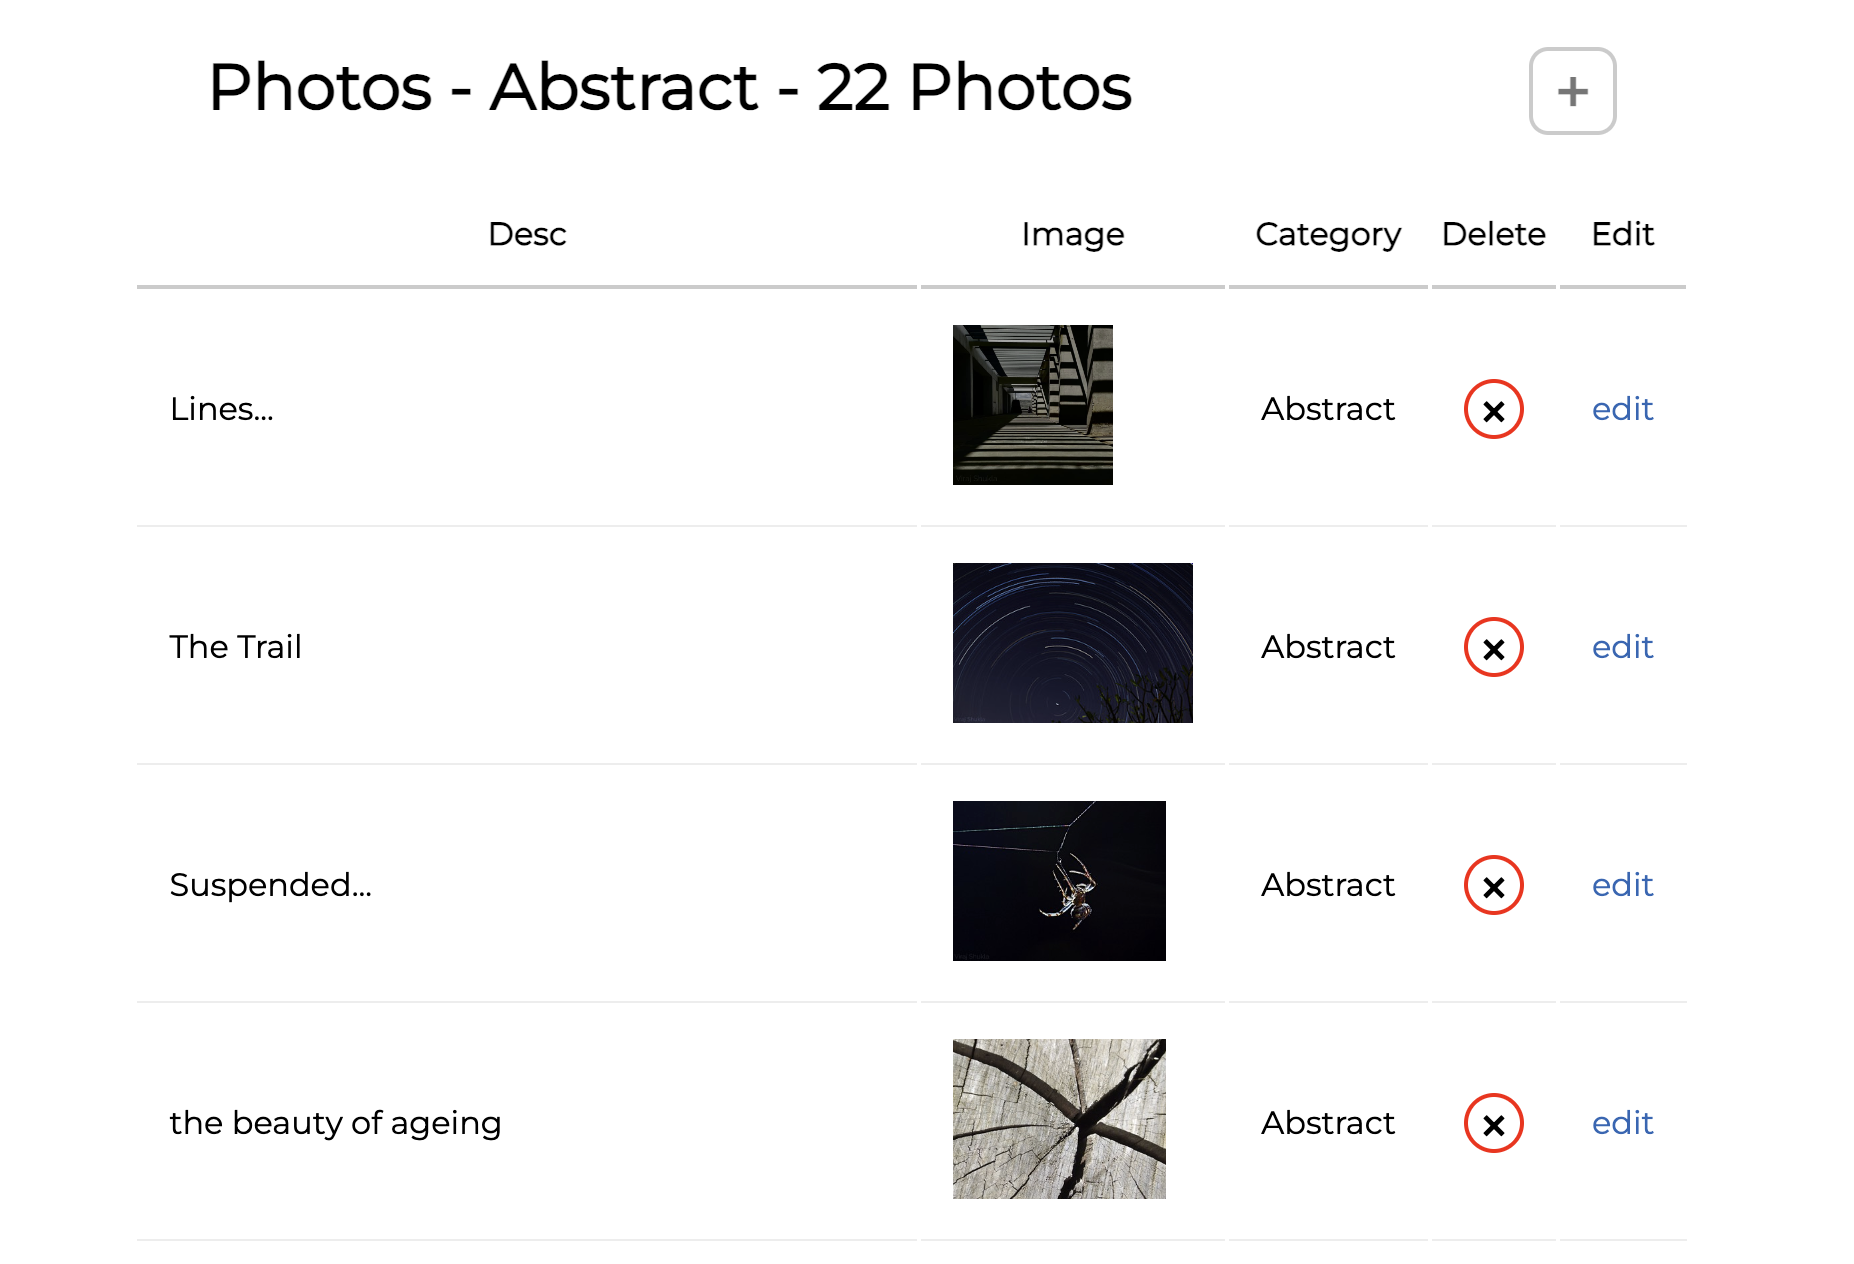 Photos - Abstract - 22 Photos
+
Desc Image Category Delete Edit
Lines... Abstract × edit
The Trail Abstract × edit
Suspended... Abstract × edit
the beauty of ageing Abstract × edit